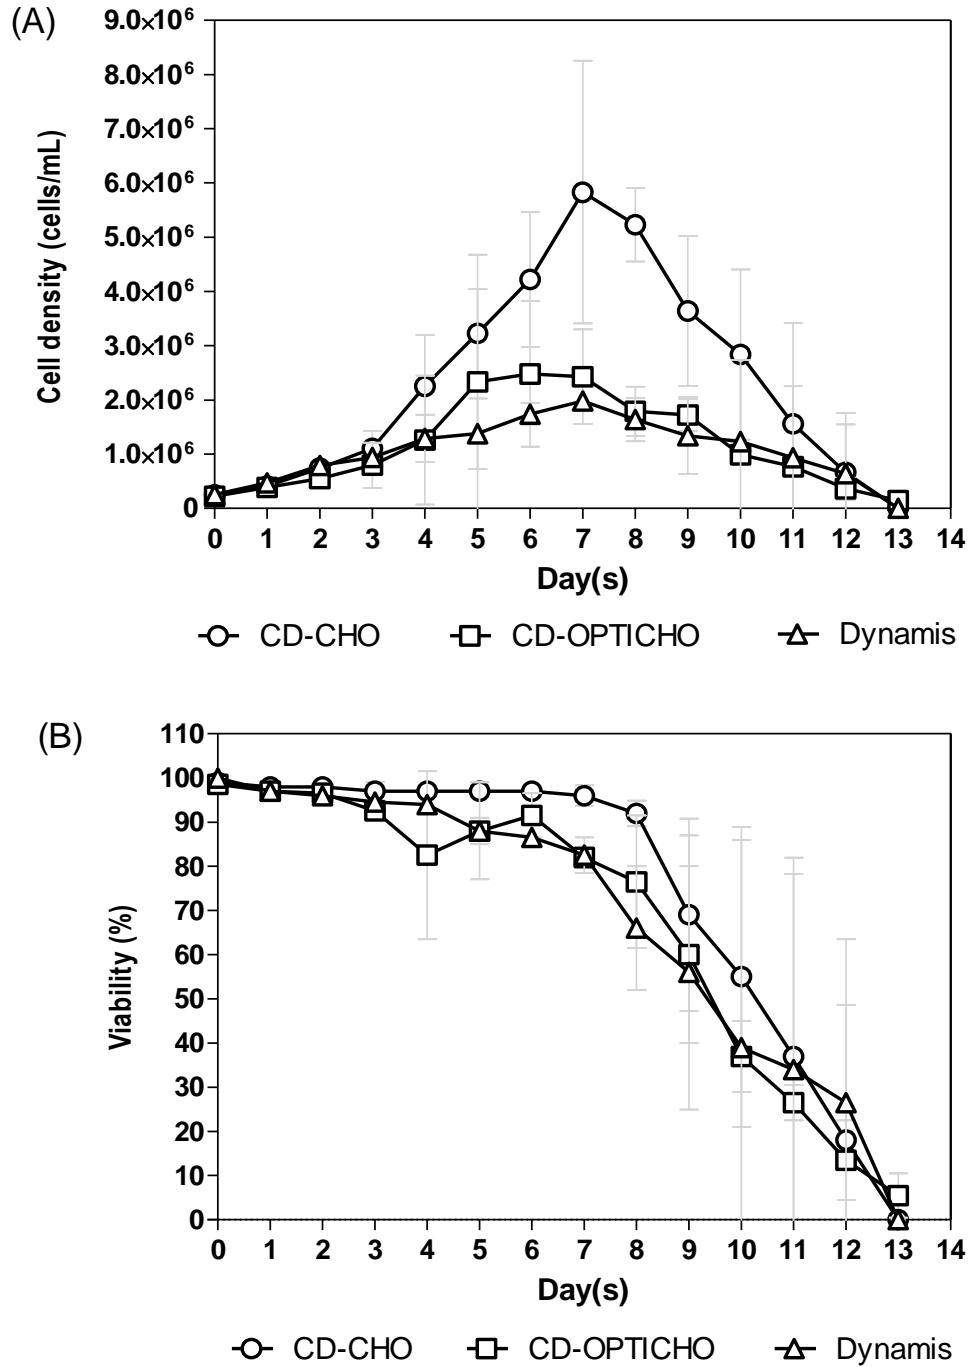 (A)
Cell density (cells/mL)
9.0×10⁶
8.0×10⁶
7.0×10⁶
6.0×10⁶
5.0×10⁶
4.0×10⁶
3.0×10⁶
2.0×10⁶
1.0×10⁶
0
0 1 2 3 4 5 6 7 8 9 10 11 12 13 14
Day(s)
CD-CHO CD-OPTICHO Dynamis
(B)
Viability (%)
110
100
90
80
70
60
50
40
30
20
10
0
0 1 2 3 4 5 6 7 8 9 10 11 12 13 14
Day(s)
CD-CHO CD-OPTICHO Dynamis